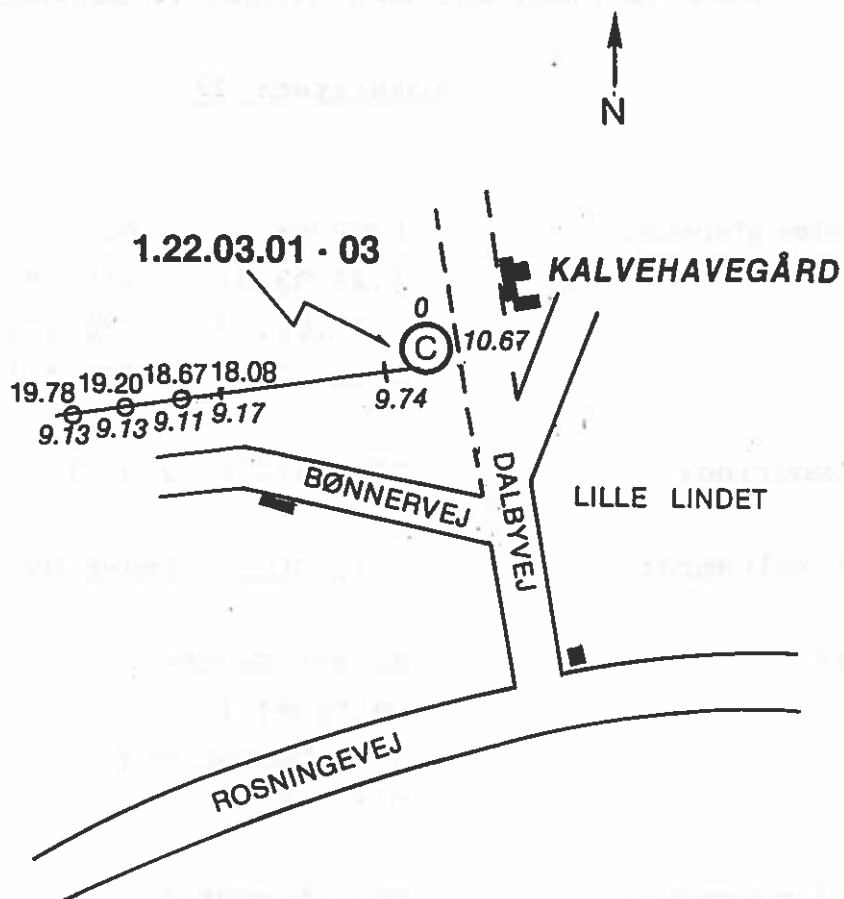 N
1.22.03.01 - 03
KALVEHAVEGÅRD
0
C
10.67
19.78 19.20 18.67 18.08
9.74
9.13 9.13 9.11 9.17
BØNNERVEJ
DALBYVEJ
LILLE LINDET
ROSNINGEVEJ